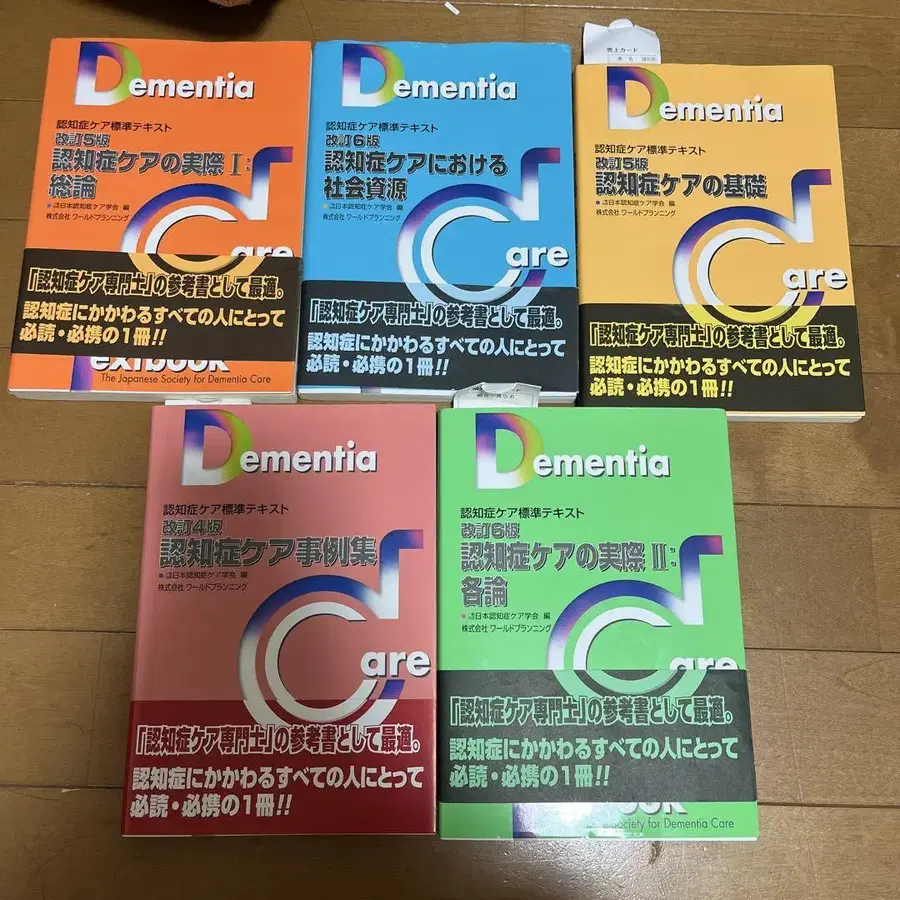 Dementia
認知症ケア標準テキスト
改訂5版
認知症ケアの実際Ⅰ:
総論
日本認知症ケア学会 編
株式会社 ワールドプランニング
are
「認知症ケア専門士」の参考書として最適。
認知症にかかわるすべての人にとって
必読・必携の1冊!!
extbook
The Japanese Society for Dementia Care
Dementia
認知症ケア標準テキスト
改訂6版
認知症ケアにおける
社会資源
日本認知症ケア学会 編
株式会社 ワールドプランニング
Care
「認知症ケア専門士」の参考書として最適。
認知症にかかわるすべての人にとって
必読・必携の1冊!!
売上カード
Dementia
認知症ケア標準テキスト
改訂5版
認知症ケアの基礎
日本認知症ケア学会 編
株式会社 ワールドプランニング
Care
「認知症ケア専門士」の参考書として最適。
認知症にかかわるすべての人にとって
必読・必携の1冊!!
Dementia
認知症ケア標準テキスト
改訂4版
認知症ケア事例集
日本認知症ケア学会 編
株式会社 ワールドプランニング
Care
「認知症ケア専門士」の参考書として最適。
認知症にかかわるすべての人にとって
必読・必携の1冊!!
Dementia
認知症ケア標準テキスト
改訂6版
認知症ケアの実際Ⅱ:
各論
日本認知症ケア学会 編
株式会社 ワールドプランニング
Care
「認知症ケア専門士」の参考書として最適。
認知症にかかわるすべての人にとって
必読・必携の1冊!!
Society for Dementia Care